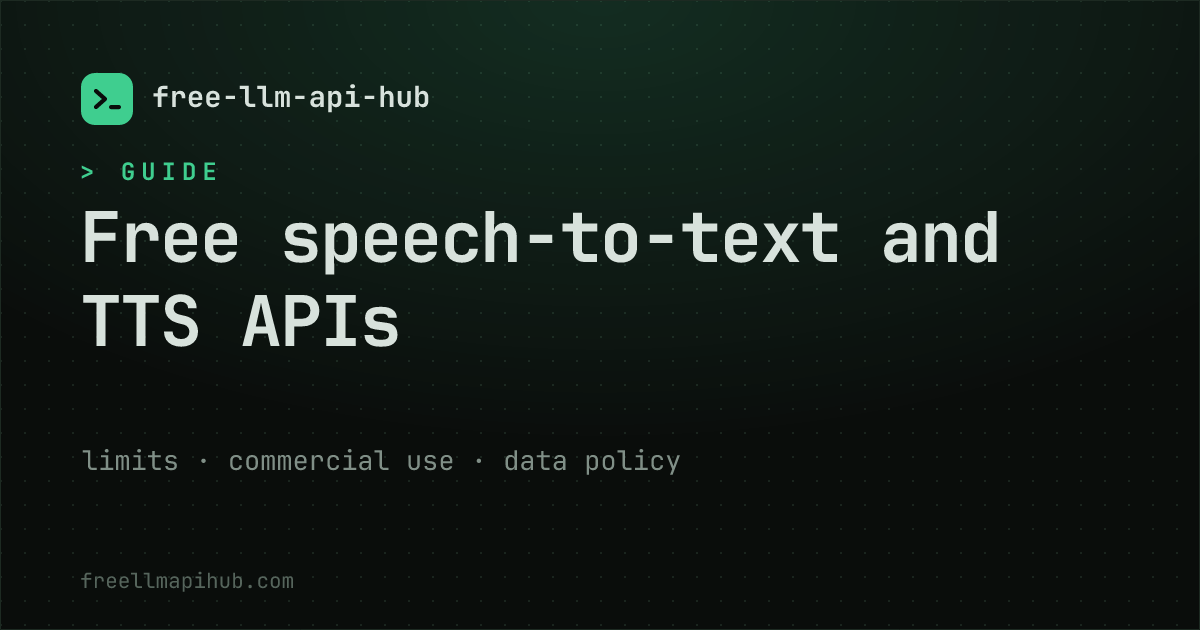 free-llm-api-hub
> GUIDE
Free speech-to-text and
TTS APIs
limits · commercial use · data policy
freellmapihub.com